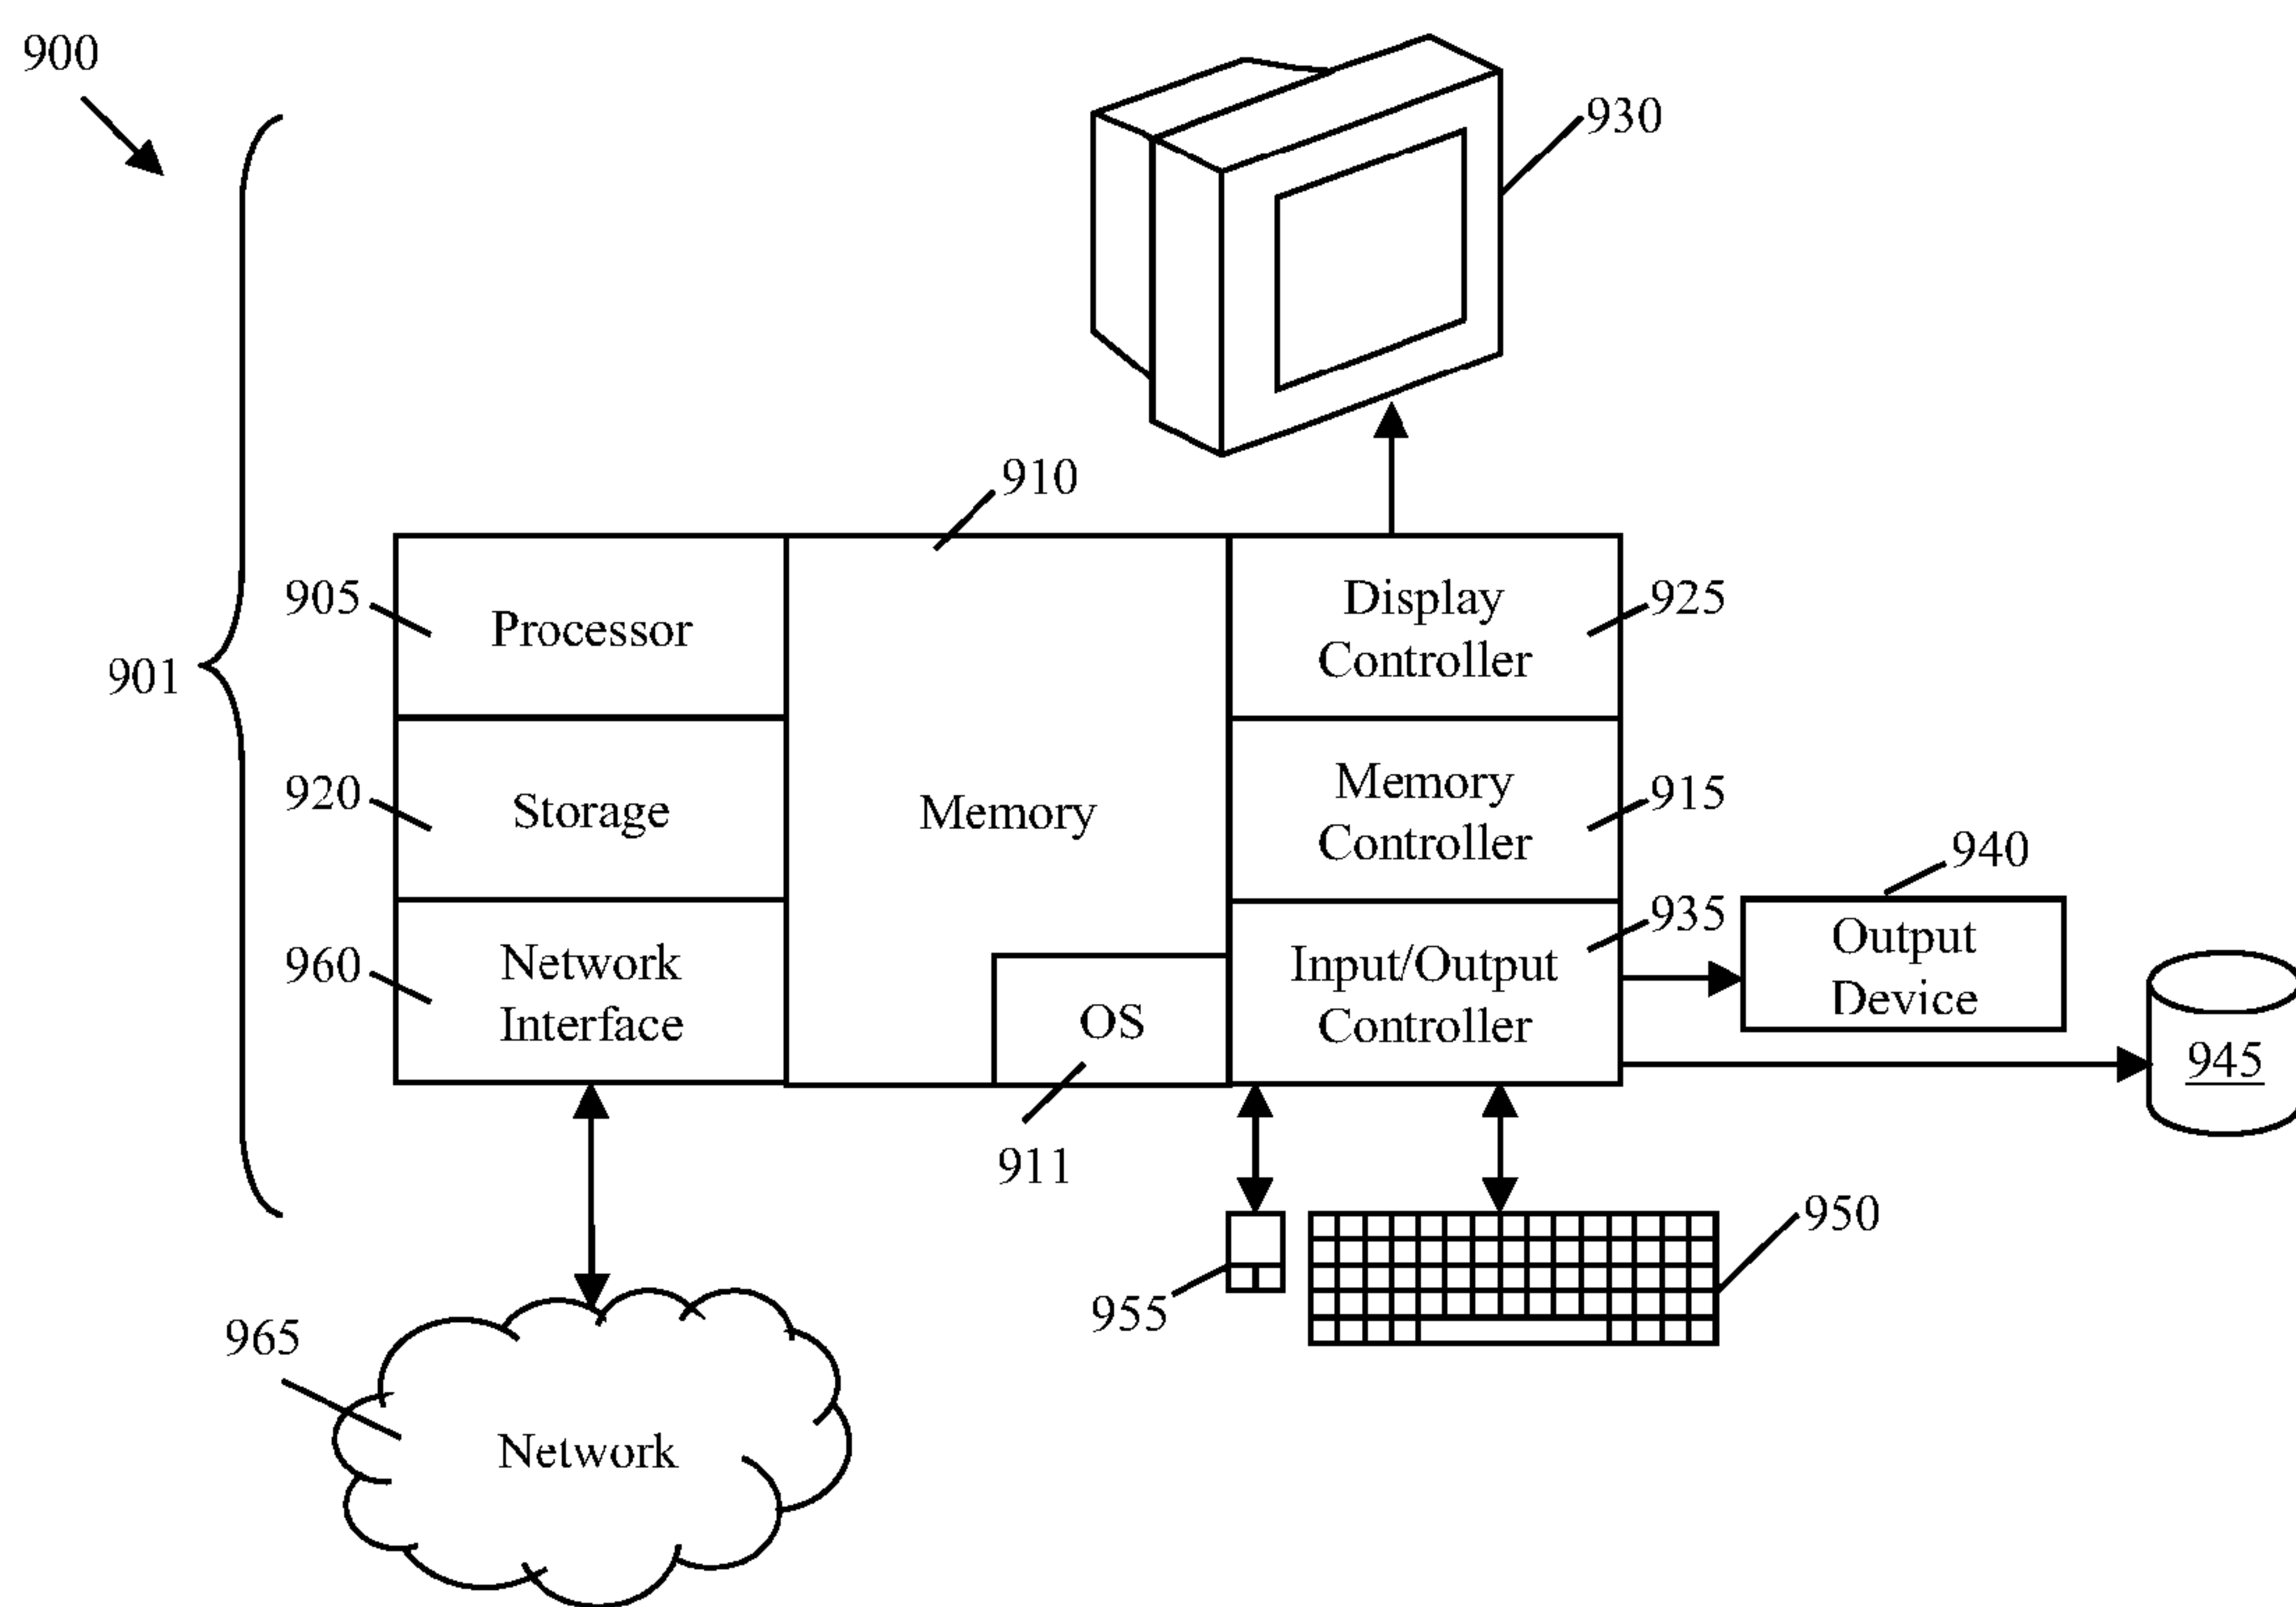 900
930
910
905
Processor
Display
Controller
925
901
920
Storage
Memory
Memory
Controller
915
940
935
960
Network
Interface
OS
Input/Output
Controller
Output
Device
945
911
955
950
965
Network